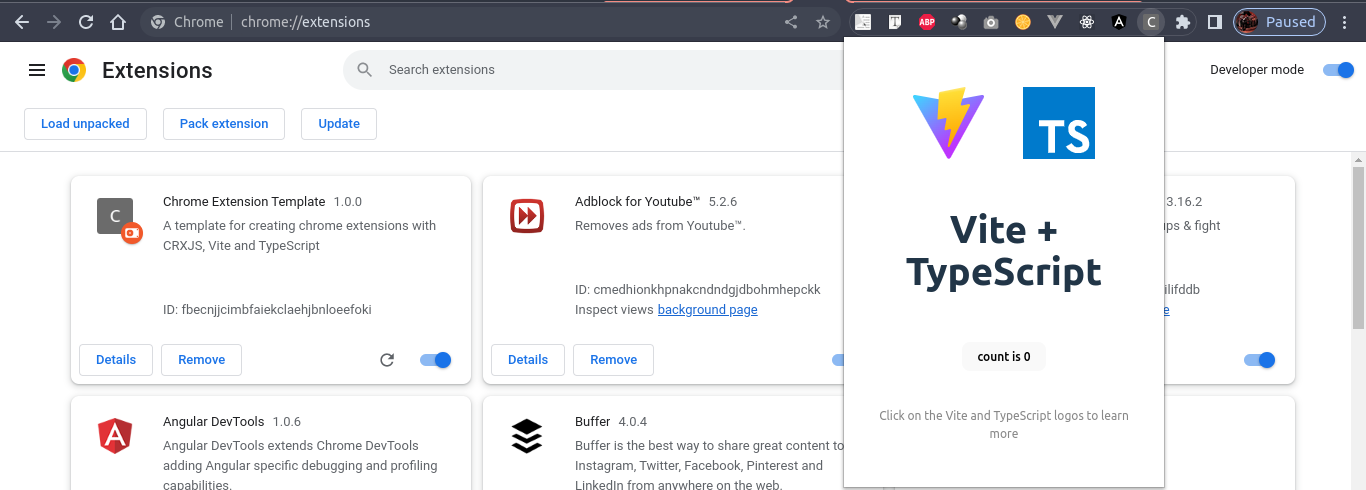 Chrome chrome://extensions Paused
T ABP A C
Extensions Search extensions Developer mode
Load unpacked Pack extension Update
TS
Vite +
TypeScript
count is 0
Click on the Vite and TypeScript logos to learn
more
C
Chrome Extension Template 1.0.0
A template for creating chrome extensions with
CRXJS, Vite and TypeScript
ID: fbecnjjcimbfaiekclaehjbnloeefoki
Details Remove
Adblock for Youtube™ 5.2.6
Removes ads from Youtube™.
ID: cmedhionkhpnakcndndgjdbohmhepckk
Inspect views background page
Details Remove
3.16.2
ups & fight
ilifddb
e
A
Angular DevTools 1.0.6
Angular DevTools extends Chrome DevTools
adding Angular specific debugging and profiling
capabilities.
Buffer 4.0.4
Buffer is the best way to share great content to
Instagram, Twitter, Facebook, Pinterest and
LinkedIn from anywhere on the web.